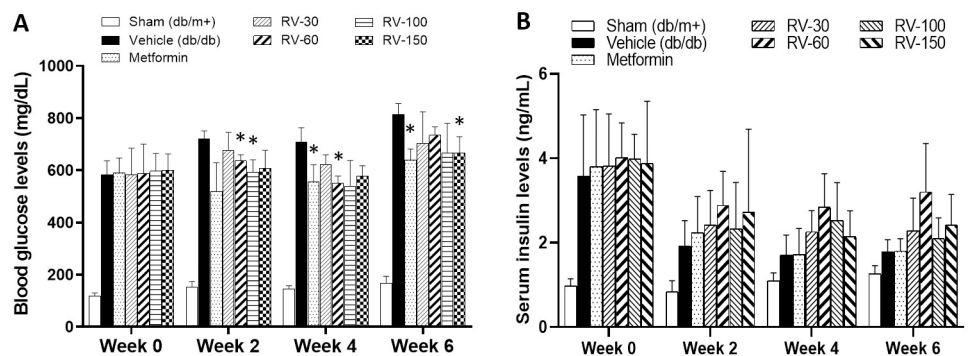 A
Sham (db/m+) RV-30 RV-100
Vehicle (db/db) RV-60 RV-150
Metformin
Blood glucose levels (mg/dL)
1000
800
600
400
200
0
* * * * * *
Week 0 Week 2 Week 4 Week 6
B
Sham (db/m+) RV-30 RV-100
Vehicle (db/db) RV-60 RV-150
Metformin
Serum insulin levels (ng/mL)
6
4
2
0
Week 0 Week 2 Week 4 Week 6